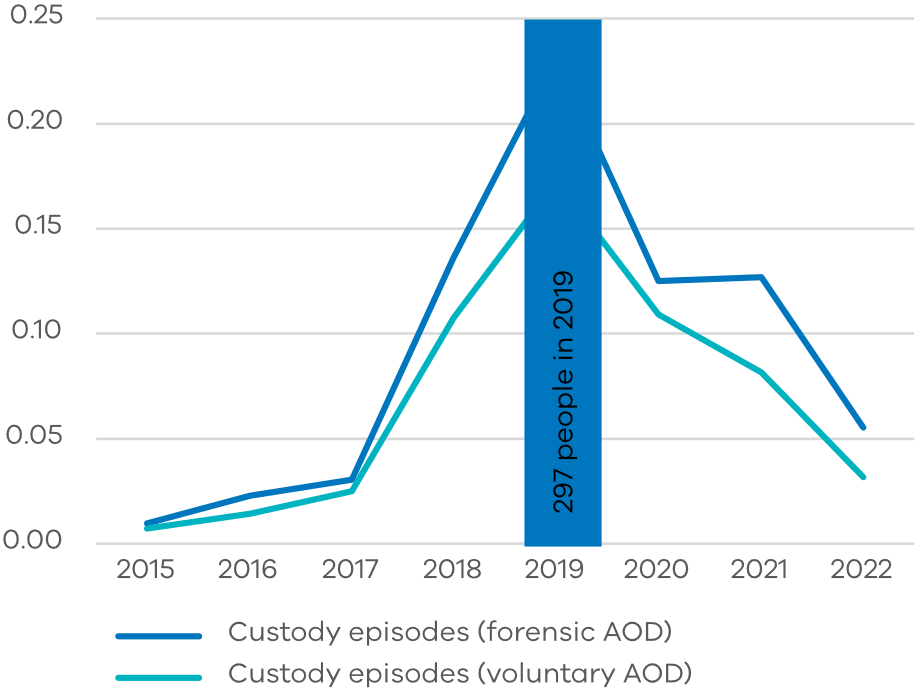 0.25
0.20
0.15
0.10
0.05
0.00
297 people in 2019
2015 2016 2017 2018 2019 2020 2021 2022
Custody episodes (forensic AOD)
Custody episodes (voluntary AOD)